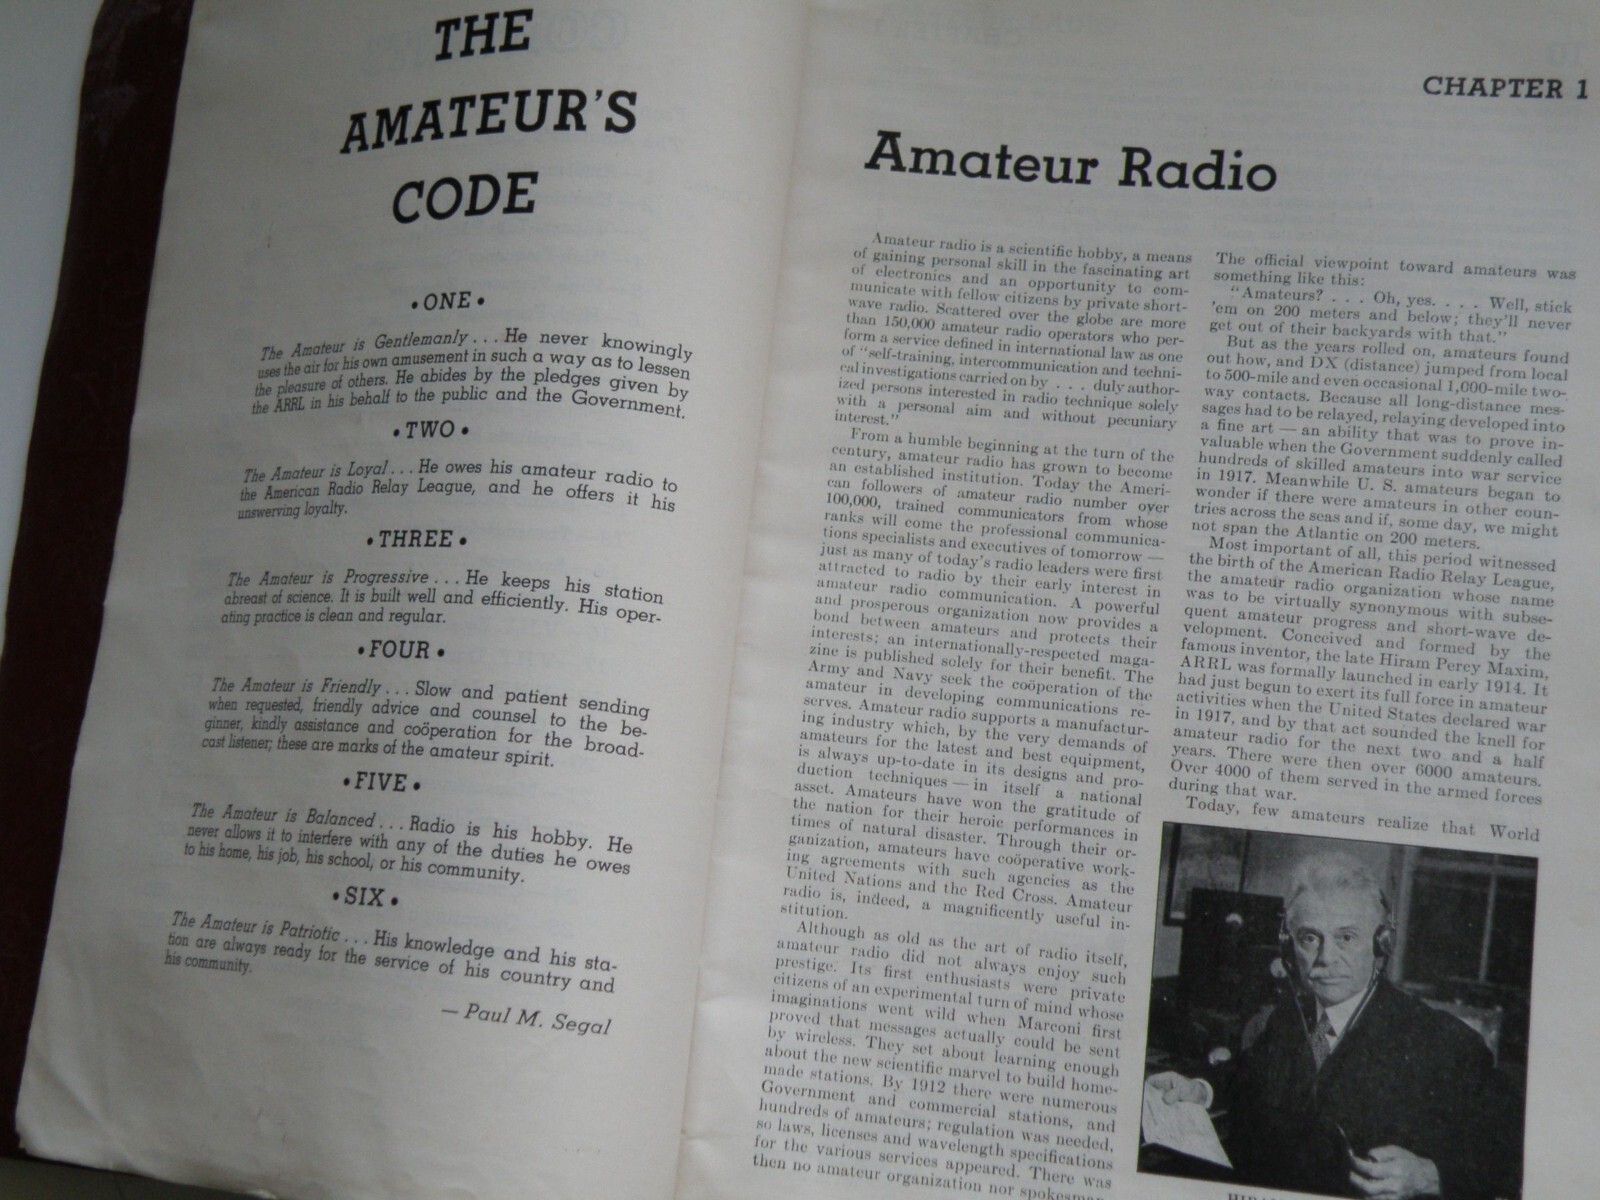 THE
AMATEUR'S
CODE
• ONE •
The Amateur is Gentlemanly . . . He never knowingly
uses the air for his own amusement in such a way as to lessen
the pleasure of others. He abides by the pledges given by
the ARRL in his behalf to the public and the Government.
• TWO •
The Amateur is Loyal . . . He owes his amateur radio to
the American Radio Relay League, and he offers it his
unswerving loyalty.
• THREE •
The Amateur is Progressive . . . He keeps his station
abreast of science. It is built well and efficiently. His oper-
ating practice is clean and regular.
• FOUR •
The Amateur is Friendly . . . Slow and patient sending
when requested, friendly advice and counsel to the be-
ginner, kindly assistance and coöperation for the broad-
cast listener; these are marks of the amateur spirit.
• FIVE •
The Amateur is Balanced . . . Radio is his hobby. He
never allows it to interfere with any of the duties he owes
to his home, his job, his school, or his community.
• SIX •
The Amateur is Patriotic . . . His knowledge and his sta-
tion are always ready for the service of his country and
his community.
— Paul M. Segal
CHAPTER 1
Amateur Radio
Amateur radio is a scientific hobby, a means
of gaining personal skill in the fascinating art
of electronics and an opportunity to com-
municate with fellow citizens by private short-
wave radio. Scattered over the globe are more
than 150,000 amateur radio operators who per-
form a service defined in international law as one
of "self-training, intercommunication and techni-
cal investigations carried on by . . . duly author-
ized persons interested in radio technique solely
with a personal aim and without pecuniary
interest."
From a humble beginning at the turn of the
century, amateur radio has grown to become
an established institution. Today the Ameri-
can followers of amateur radio number over
100,000, trained communicators from whose
ranks will come the professional communica-
tions specialists and executives of tomorrow —
just as many of today's radio leaders were first
attracted to radio by their early interest in
amateur radio communication. A powerful
and prosperous organization now provides a
bond between amateurs and protects their
interests; an internationally-respected maga-
zine is published solely for their benefit. The
Army and Navy seek the coöperation of the
amateur in developing communications re-
serves. Amateur radio supports a manufactur-
ing industry which, by the very demands of
amateurs for the latest and best equipment,
is always up-to-date in its designs and pro-
duction techniques — in itself a national
asset. Amateurs have won the gratitude of
the nation for their heroic performances in
times of natural disaster. Through their or-
ganization, amateurs have coöperative work-
ing agreements with such agencies as the
United Nations and the Red Cross. Amateur
radio is, indeed, a magnificently useful in-
stitution.
Although as old as the art of radio itself,
amateur radio did not always enjoy such
prestige. Its first enthusiasts were private
citizens of an experimental turn of mind whose
imaginations went wild when Marconi first
proved that messages actually could be sent
by wireless. They set about learning enough
about the new scientific marvel to build home-
made stations. By 1912 there were numerous
Government and commercial stations, and
hundreds of amateurs; regulation was needed,
so laws, licenses and wavelength specifications
for the various services appeared. There was
then no amateur organization nor spokesman.
The official viewpoint toward amateurs was
something like this:
"Amateurs? . . . Oh, yes. . . . Well, stick
'em on 200 meters and below; they'll never
get out of their backyards with that."
But as the years rolled on, amateurs found
out how, and DX (distance) jumped from local
to 500-mile and even occasional 1,000-mile two-
way contacts. Because all long-distance mes-
sages had to be relayed, relaying developed into
a fine art — an ability that was to prove in-
valuable when the Government suddenly called
hundreds of skilled amateurs into war service
in 1917. Meanwhile U. S. amateurs began to
wonder if there were amateurs in other coun-
tries across the seas and if, some day, we might
not span the Atlantic on 200 meters.
Most important of all, this period witnessed
the birth of the American Radio Relay League,
the amateur radio organization whose name
was to be virtually synonymous with subse-
quent amateur progress and short-wave de-
velopment. Conceived and formed by the
famous inventor, the late Hiram Percy Maxim,
ARRL was formally launched in early 1914. It
had just begun to exert its full force in amateur
activities when the United States declared war
in 1917, and by that act sounded the knell for
amateur radio for the next two and a half
years. There were then over 6000 amateurs.
Over 4000 of them served in the armed forces
during that war.
Today, few amateurs realize that World